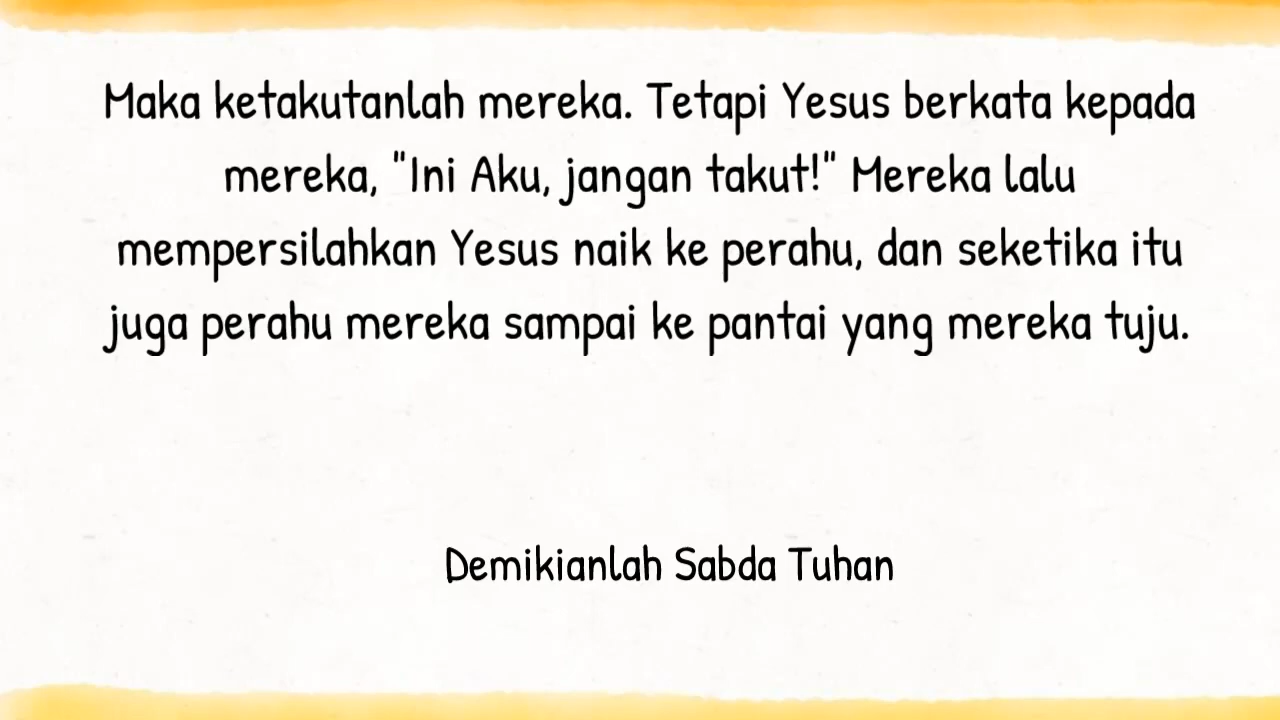 Maka ketakutanlah mereka. Tetapi Yesus berkata kepada
mereka, "Ini Aku, jangan takut!" Mereka lalu
mempersilahkan Yesus naik ke perahu, dan seketika itu
juga perahu mereka sampai ke pantai yang mereka tuju.
Demikianlah Sabda Tuhan